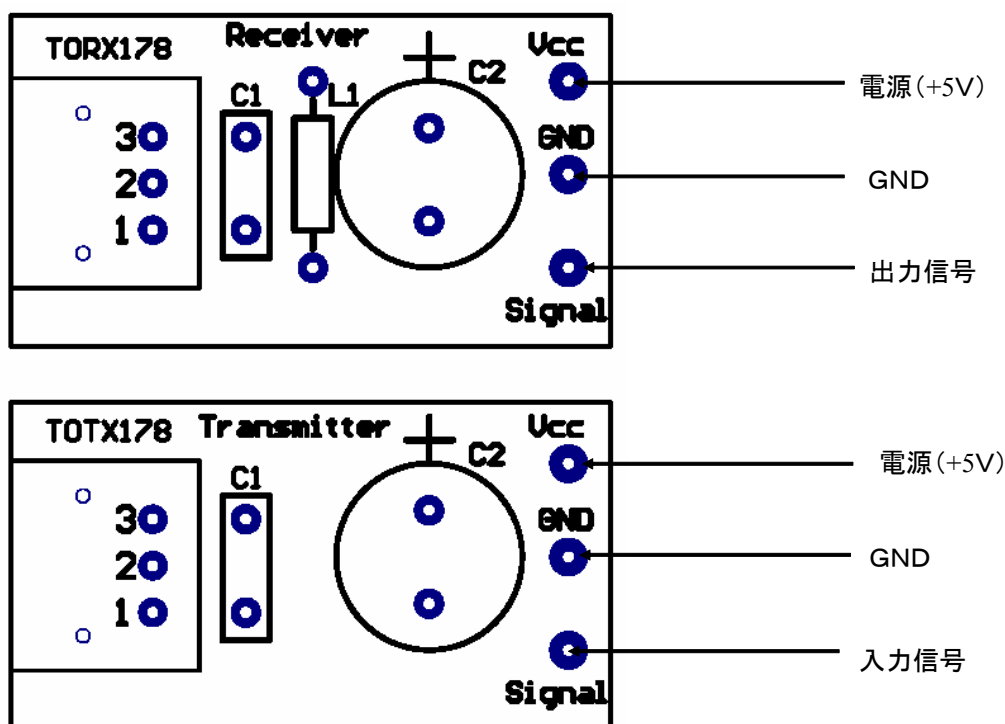 TORX178 Receiver Vcc
C1 L1 C2
電源(+5V)
3
GND
2
GND
1
出力信号
Signal
TOTX178 Transmitter Vcc
C1 C2
電源(+5V)
3
GND
2
GND
1
入力信号
Signal